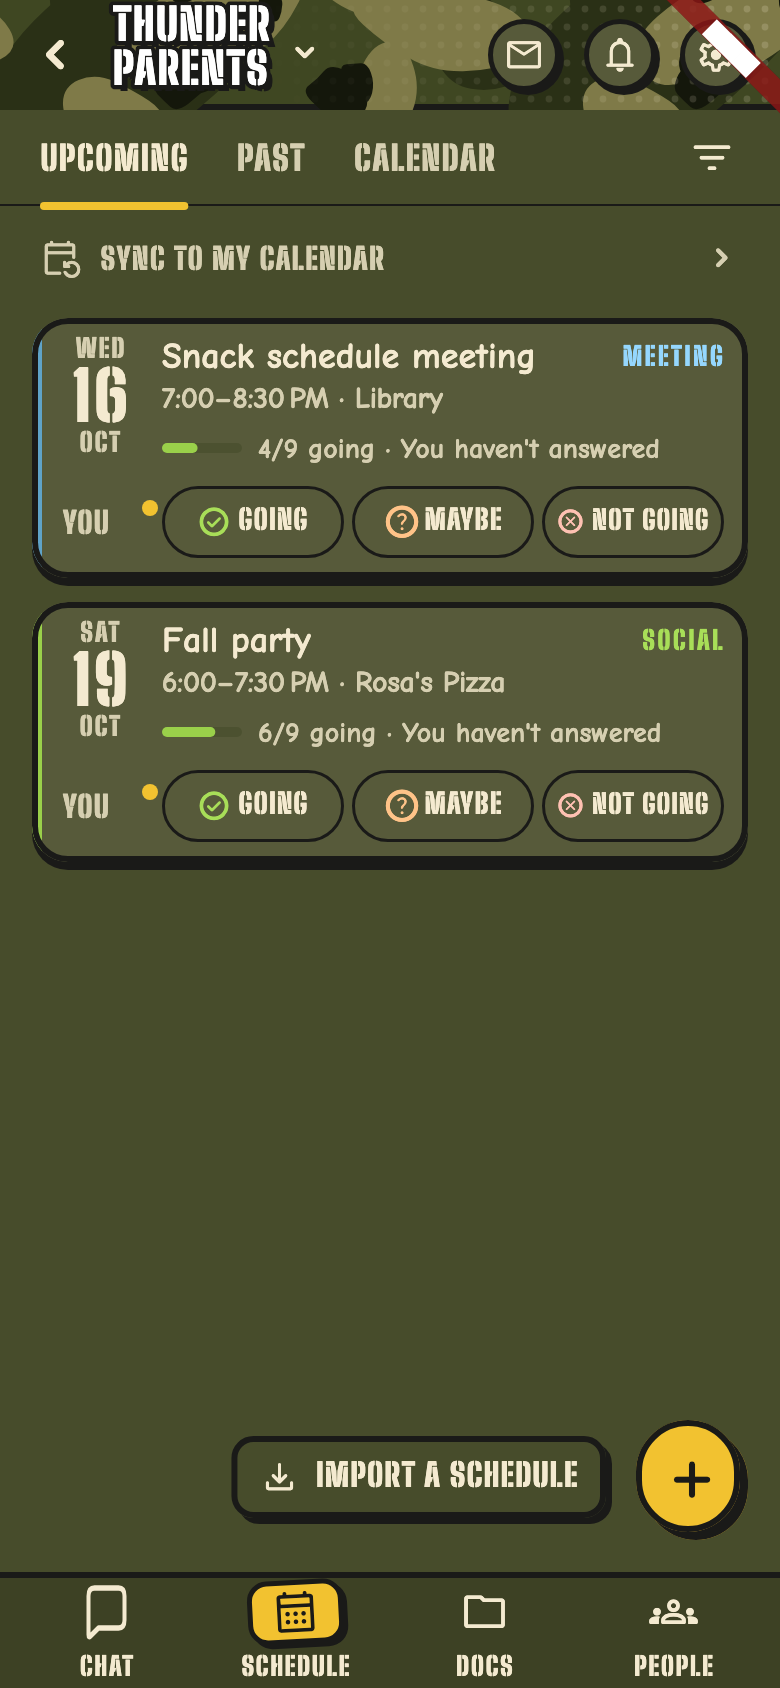 THUNDER
PARENTS
UPCOMING PAST CALENDAR
SYNC TO MY CALENDAR
WED
16
OCT
Snack schedule meeting
MEETING
7:00–8:30 PM · Library
4/9 going · You haven't answered
YOU
GOING
MAYBE
NOT GOING
SAT
19
OCT
Fall party
SOCIAL
6:00–7:30 PM · Rosa's Pizza
6/9 going · You haven't answered
YOU
GOING
MAYBE
NOT GOING
IMPORT A SCHEDULE
CHAT
SCHEDULE
DOCS
PEOPLE